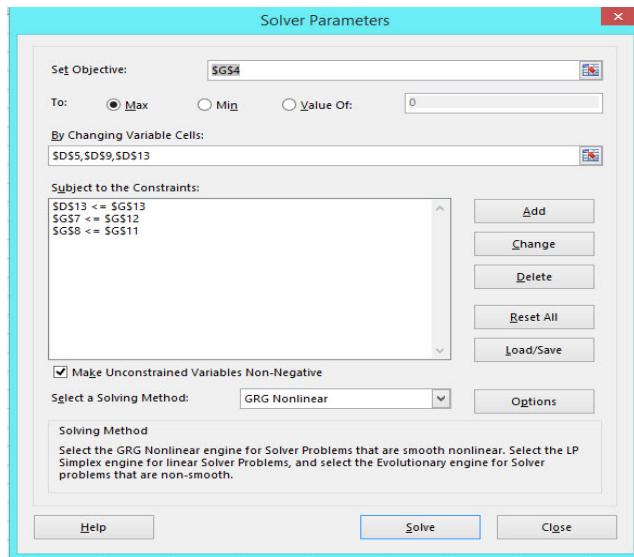 Solver Parameters
Set Objective: $G$4
To: Max Min Value Of: 0
By Changing Variable Cells:
$D$5,$D$9,$D$13
Subject to the Constraints:
$D$13 <= $G$13
$G$7 <= $G$12
$G$8 <= $G$11
Add
Change
Delete
Reset All
Load/Save
Make Unconstrained Variables Non-Negative
Select a Solving Method: GRG Nonlinear Options
Solving Method
Select the GRG Nonlinear engine for Solver Problems that are smooth nonlinear. Select the LP
Simplex engine for linear Solver Problems, and select the Evolutionary engine for Solver
problems that are non-smooth.
Help Solve Close